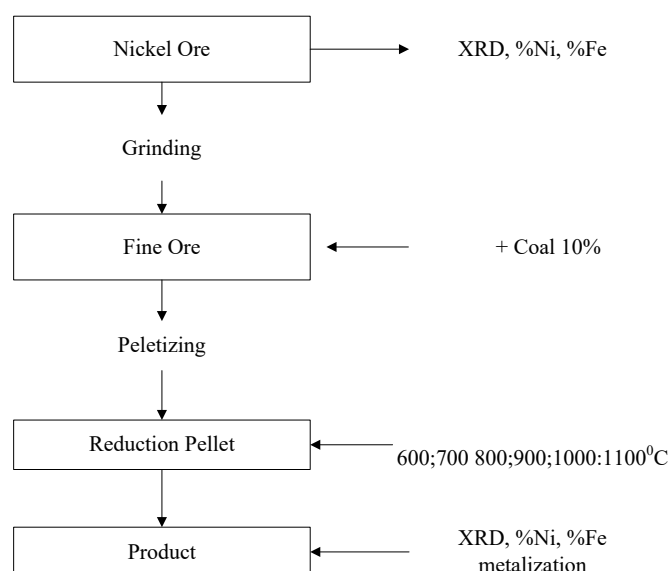 Nickel Ore
XRD, %Ni, %Fe
Grinding
Fine Ore
+ Coal 10%
Peletizing
Reduction Pellet
600;700 800;900;1000:1100⁰C
Product
XRD, %Ni, %Fe
metalization